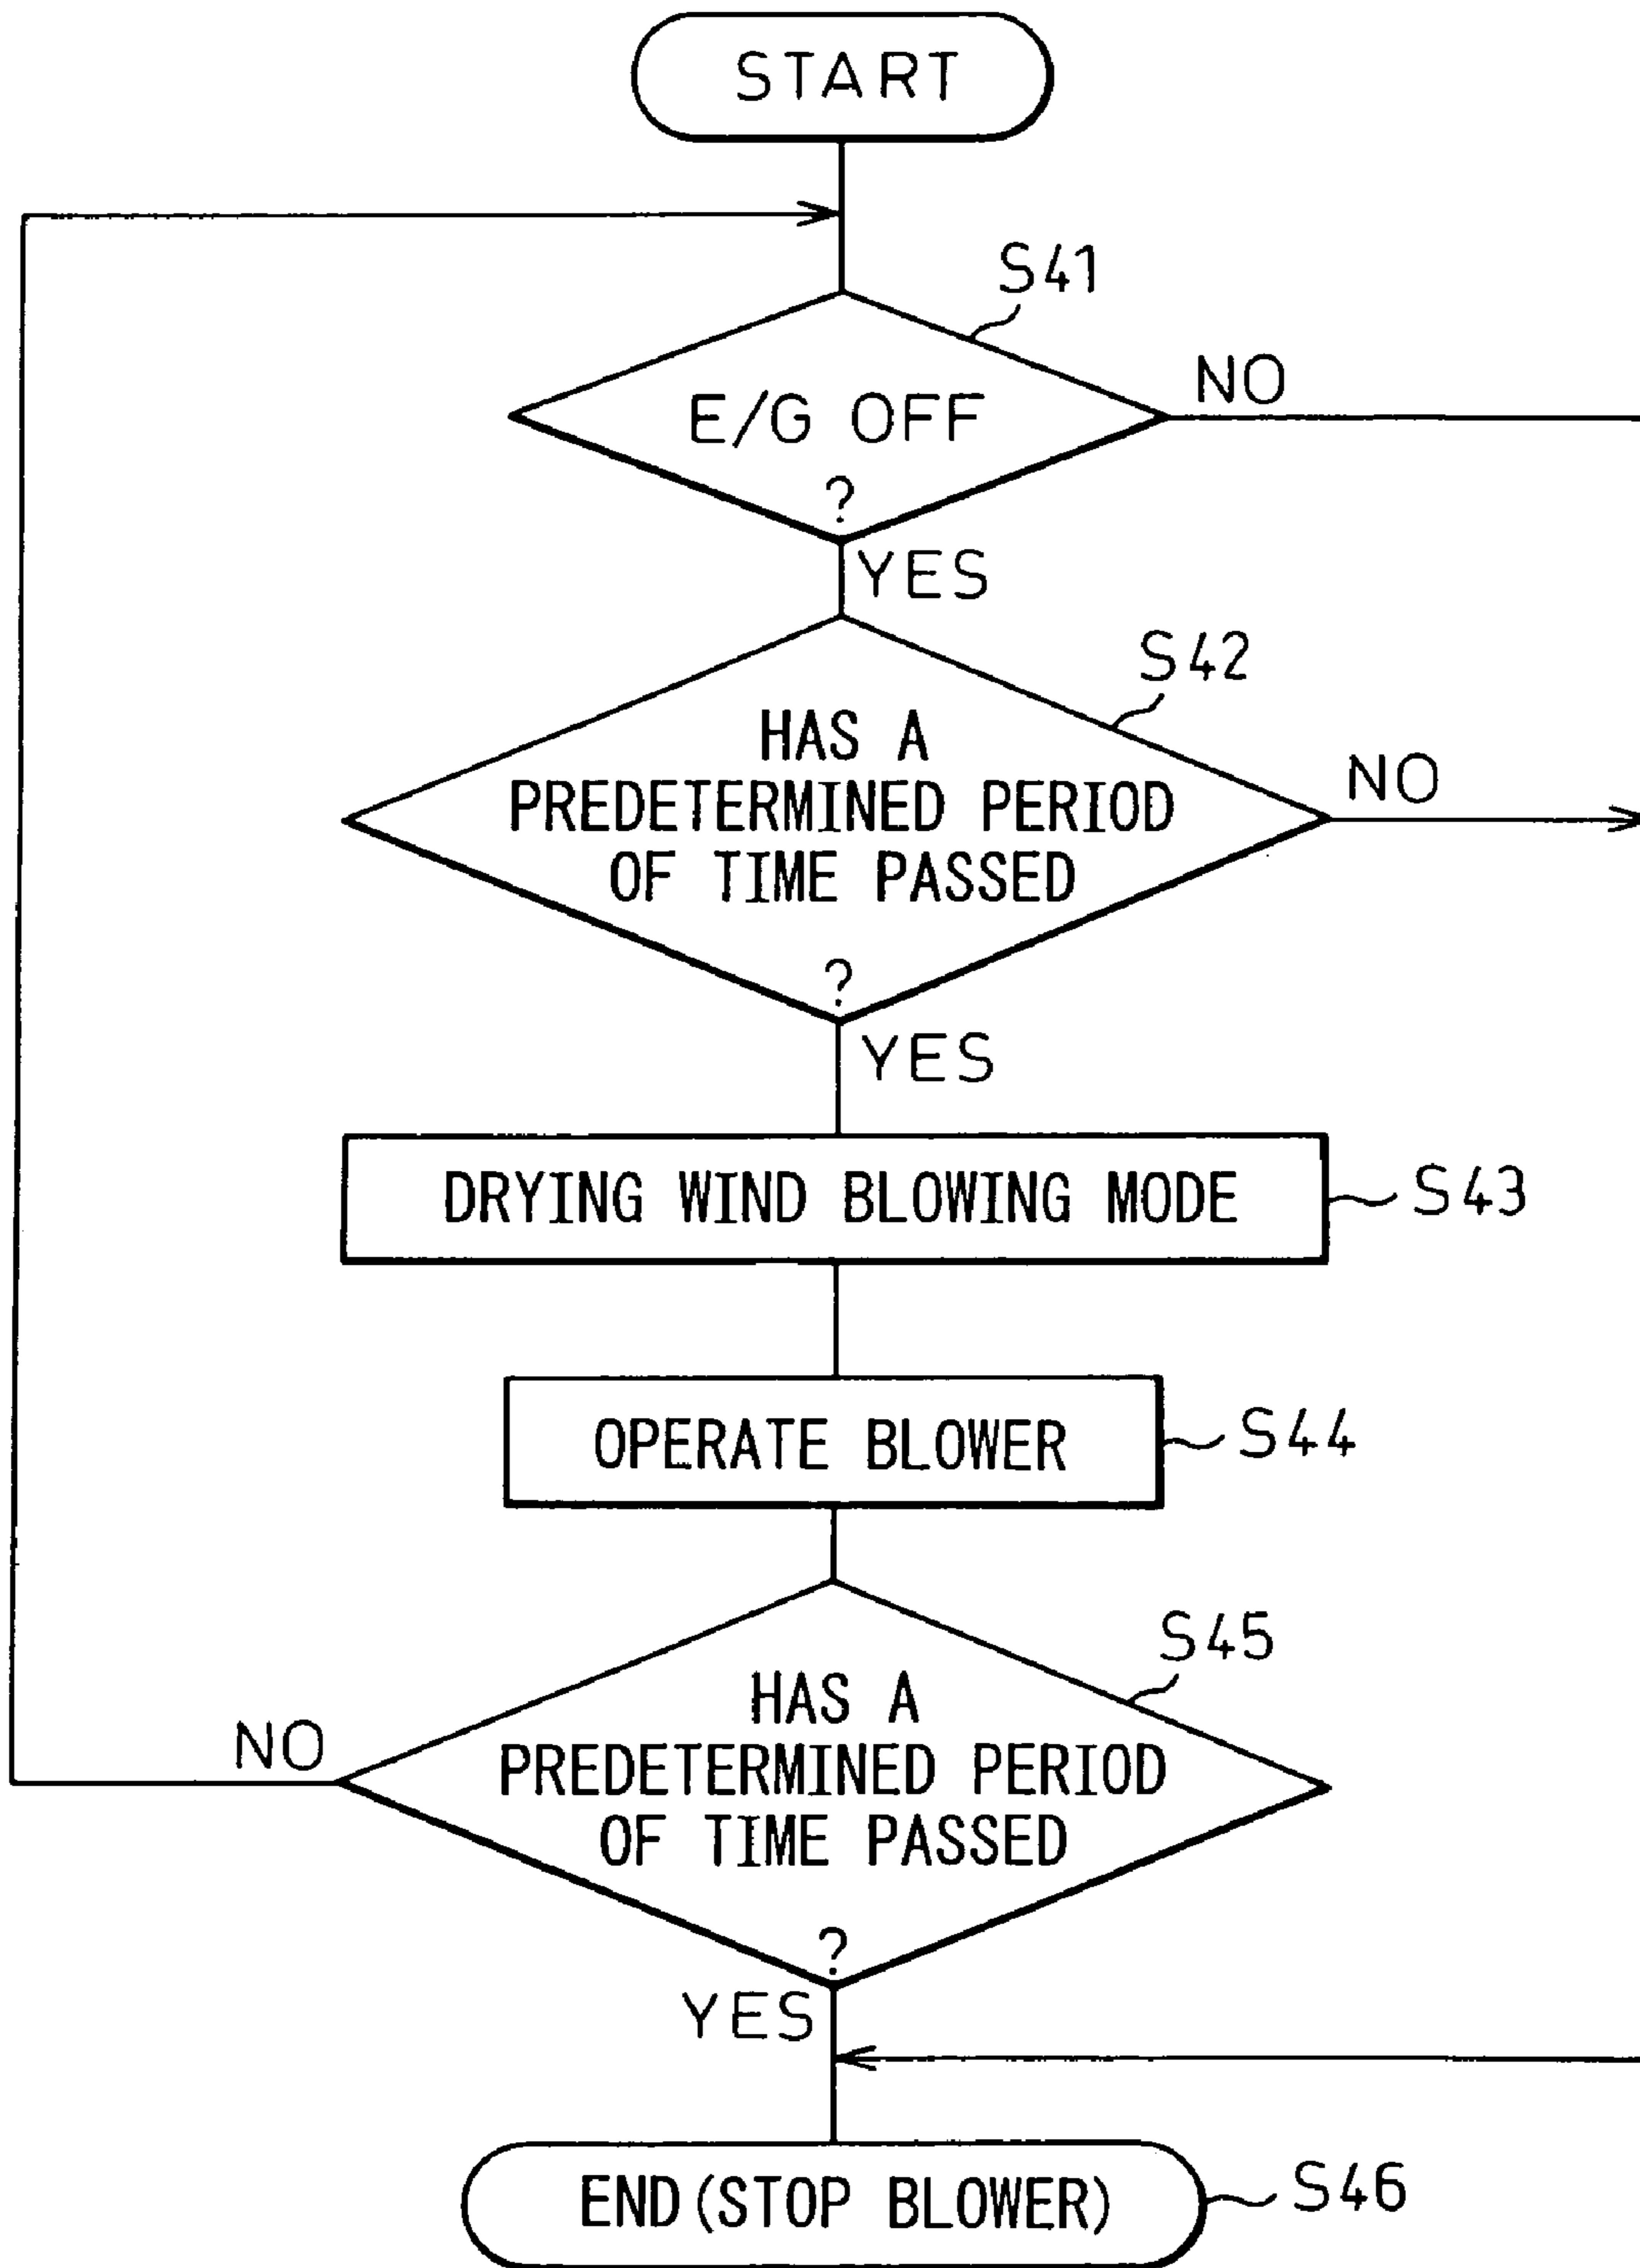 START
S41
E/G OFF
?
NO
YES
S42
HAS A
PREDETERMINED PERIOD
OF TIME PASSED
?
NO
YES
DRYING WIND BLOWING MODE
S43
OPERATE BLOWER
S44
S45
HAS A
PREDETERMINED PERIOD
OF TIME PASSED
?
NO
YES
END(STOP BLOWER)
S46